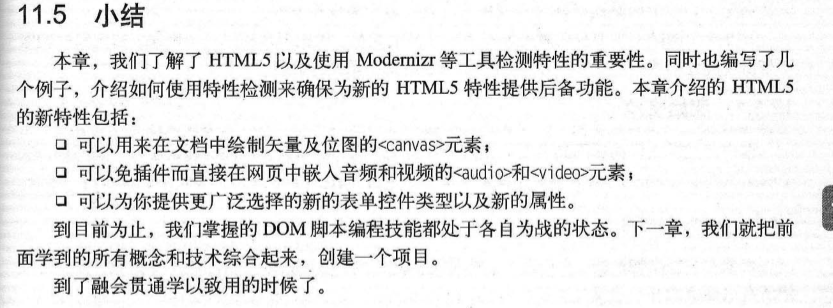 11.5 小结
本章，我们了解了 HTML5 以及使用 Modernizr 等工具检测特性的重要性。同时也编写了几
个例子，介绍如何使用特性检测来确保为新的 HTML5 特性提供后备功能。本章介绍的 HTML5
的新特性包括：
❑ 可以用来在文档中绘制矢量及位图的<canvas>元素；
❑ 可以免插件而直接在网页中嵌入音频和视频的<audio>和<video>元素；
❑ 可以为你提供更广泛选择的新的表单控件类型以及新的属性。
到目前为止，我们掌握的 DOM 脚本编程技能都处于各自为战的状态。下一章，我们就把前
面学到的所有概念和技术综合起来，创建一个项目。
到了融会贯通学以致用的时候了。